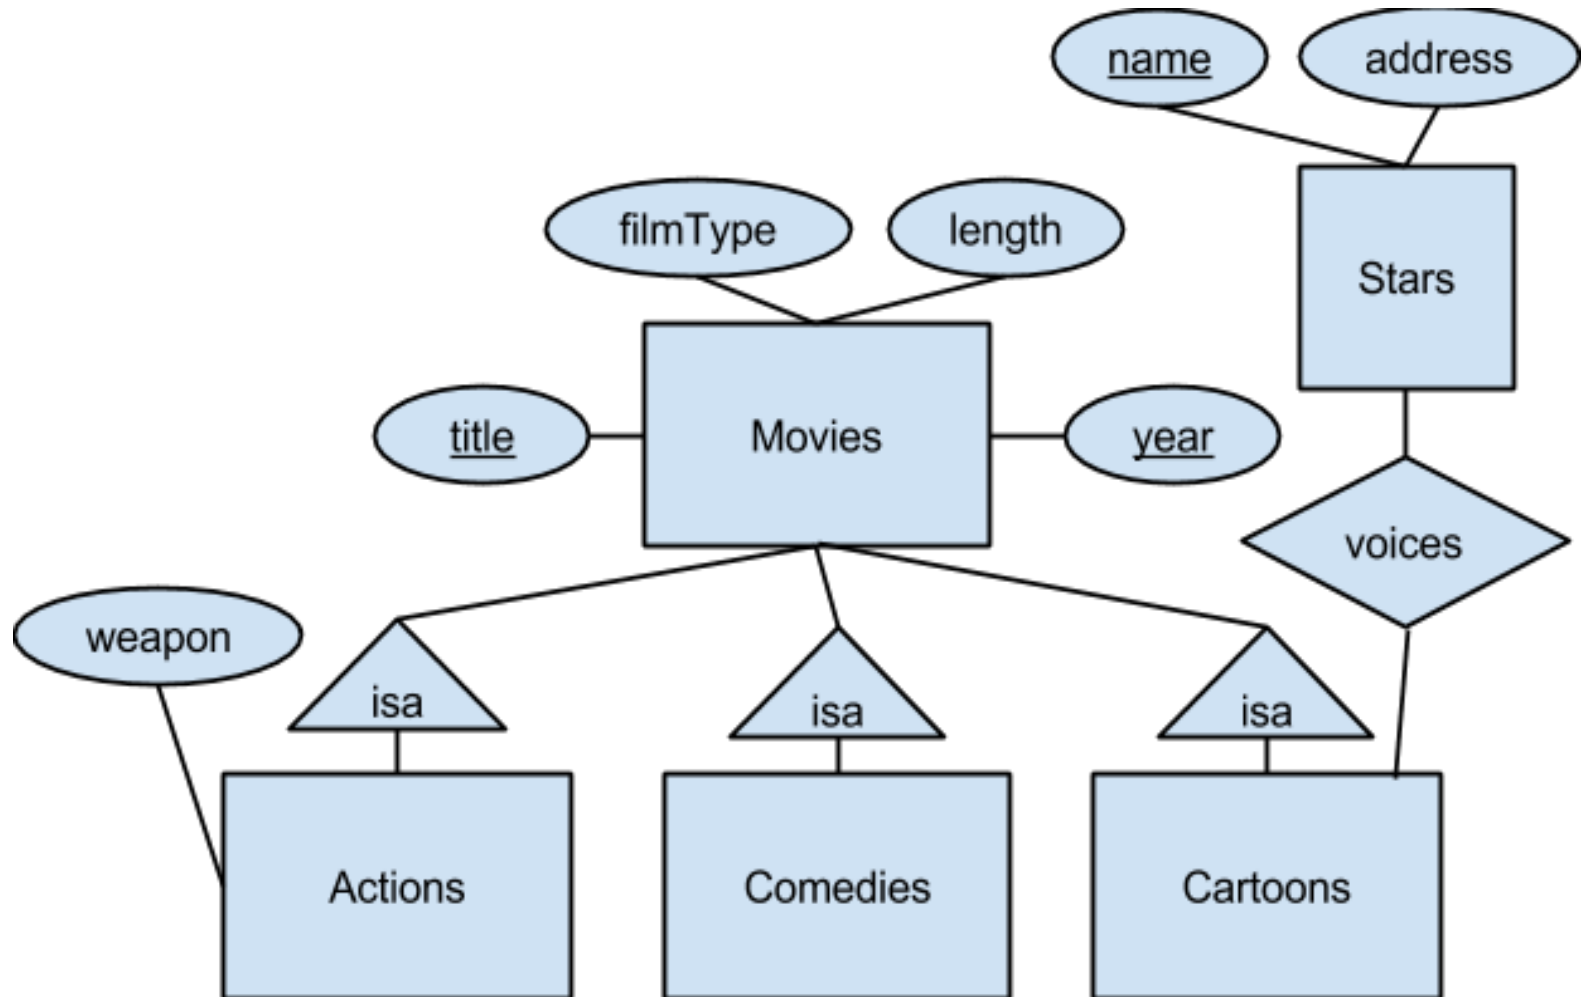 name
address
filmType
length
Stars
title
Movies
year
voices
weapon
isa
isa
isa
Actions
Comedies
Cartoons